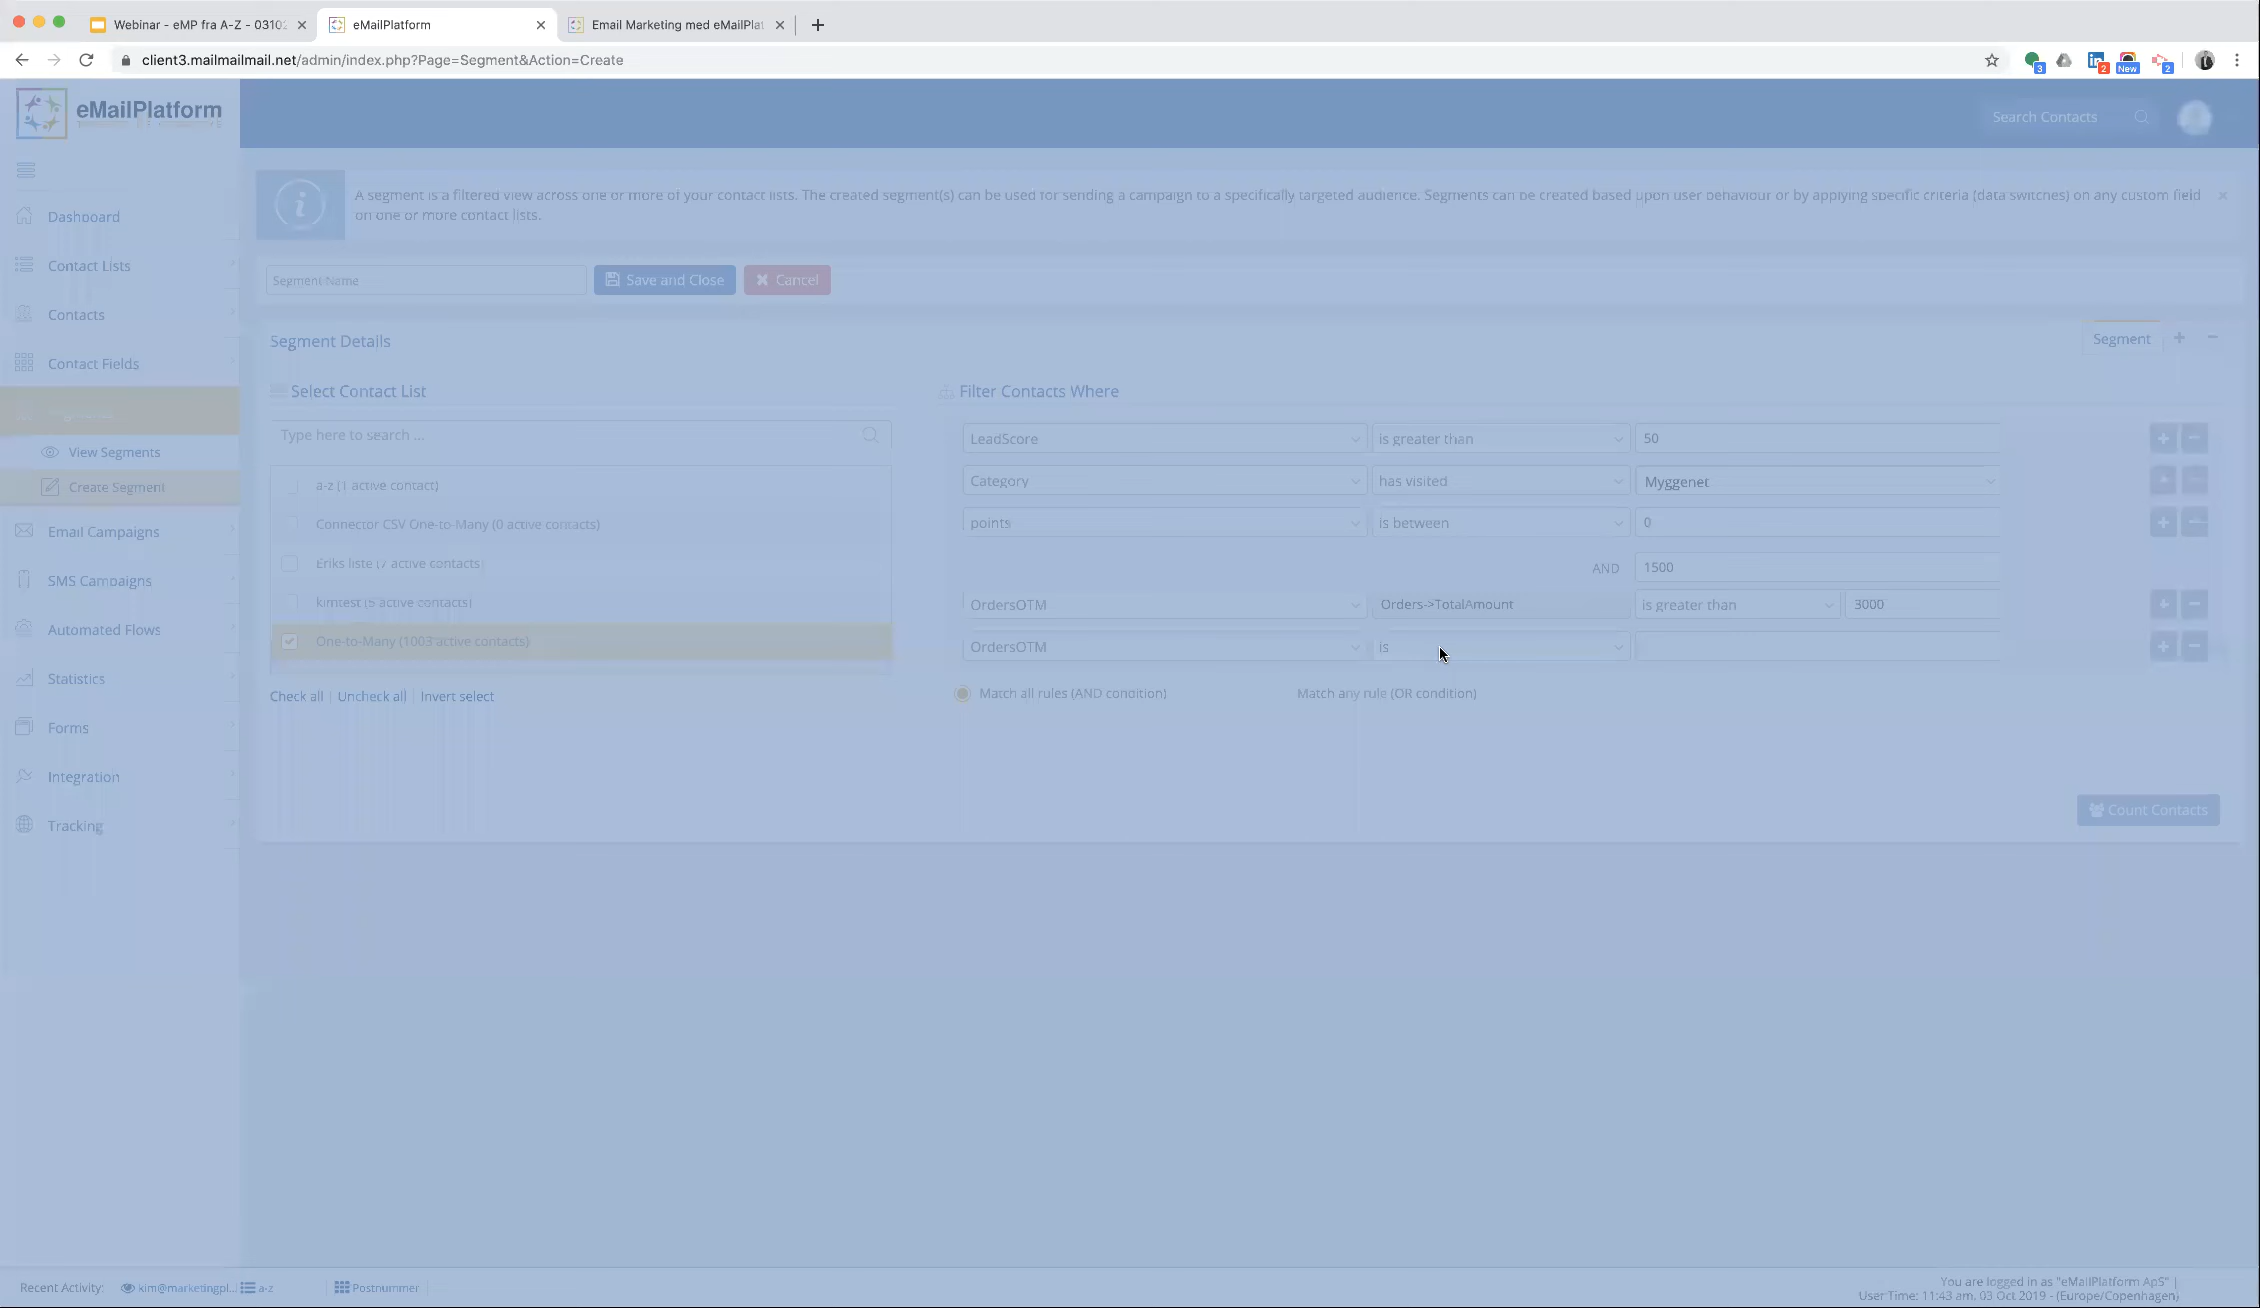 Webinar - eMP fra A-Z - 0310
eMailPlatform
Email Marketing med eMailPlat
client3.mailmailmail.net/admin/index.php?Page=Segment&Action=Create
3
2
New
2
eMailPlatform
Search Contacts
A segment is a filtered view across one or more of your contact lists. The created segment(s) can be used for sending a campaign to a specifically targeted audience. Segments can be created based upon user behaviour or by applying specific criteria (data switches) on any custom field
on one or more contact lists.
Dashboard
Contact Lists
Contacts
Contact Fields
View Segments
Create Segment
Email Campaigns
SMS Campaigns
Automated Flows
Statistics
Forms
Integration
Tracking
Segment Name
Save and Close
Cancel
Segment Details
Segment
Select Contact List
Type here to search ...
a-z (1 active contact)
Connector CSV One-to-Many (0 active contacts)
Eriks liste (7 active contacts)
kimtest (5 active contacts)
One-to-Many (1003 active contacts)
Check all | Uncheck all | Invert select
Filter Contacts Where
LeadScore is greater than 50
Category has visited Myggenet
points is between 0
AND 1500
OrdersOTM Orders->TotalAmount is greater than 3000
OrdersOTM is
Match all rules (AND condition) Match any rule (OR condition)
Count Contacts
Recent Activity: kim@marketingpl... a-z Postnummer
You are logged in as "eMailPlatform ApS" |
User Time: 11:43 am, 03 Oct 2019 - (Europe/Copenhagen)